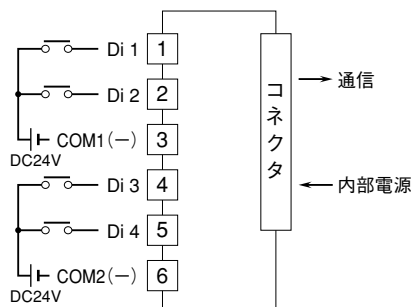 Di 1 1
Di 2 2
COM1(−) 3
DC24V
Di 3 4
Di 4 5
COM2(−) 6
DC24V
コネクタ
通信
内部電源